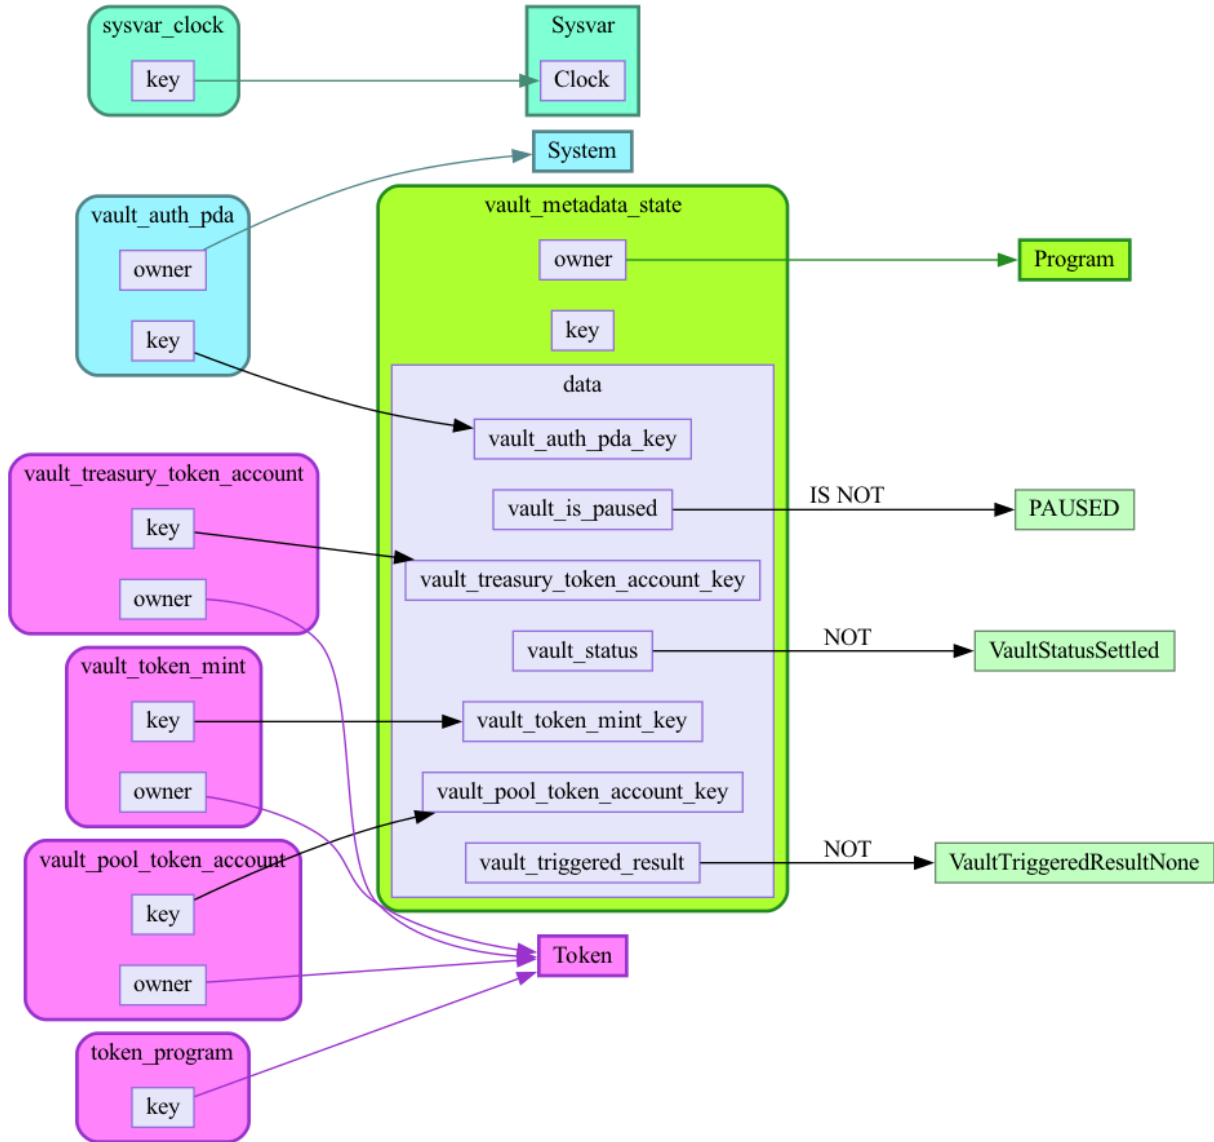 sysvar_clock
key
Sysvar
Clock
System
vault_auth_pda
owner
key
vault_metadata_state
owner
key
data
vault_auth_pda_key
vault_is_paused
vault_treasury_token_account_key
vault_status
vault_token_mint_key
vault_pool_token_account_key
vault_triggered_result
Program
IS NOT
PAUSED
NOT
VaultStatusSettled
NOT
VaultTriggeredResultNone
vault_treasury_token_account
key
owner
vault_token_mint
key
owner
vault_pool_token_account
key
owner
Token
token_program
key